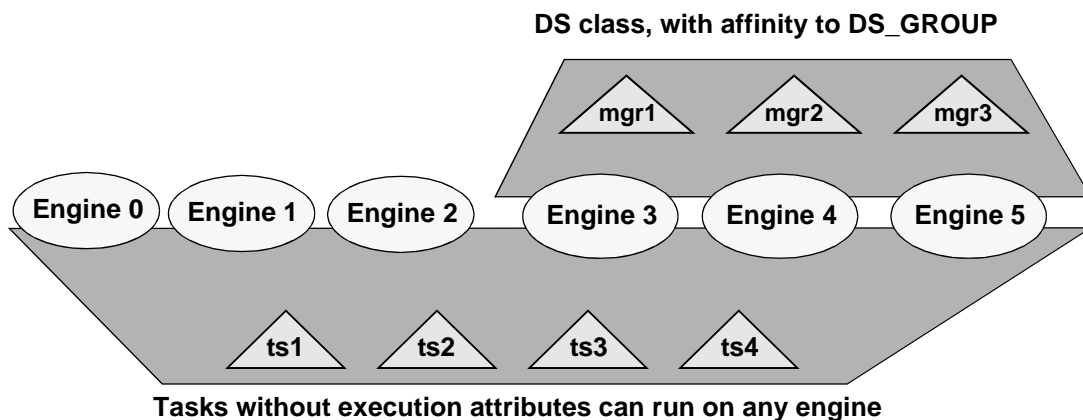 DS class, with affinity to DS_GROUP
mgr1 mgr2 mgr3
Engine 0 Engine 1 Engine 2 Engine 3 Engine 4 Engine 5
ts1 ts2 ts3 ts4
Tasks without execution attributes can run on any engine